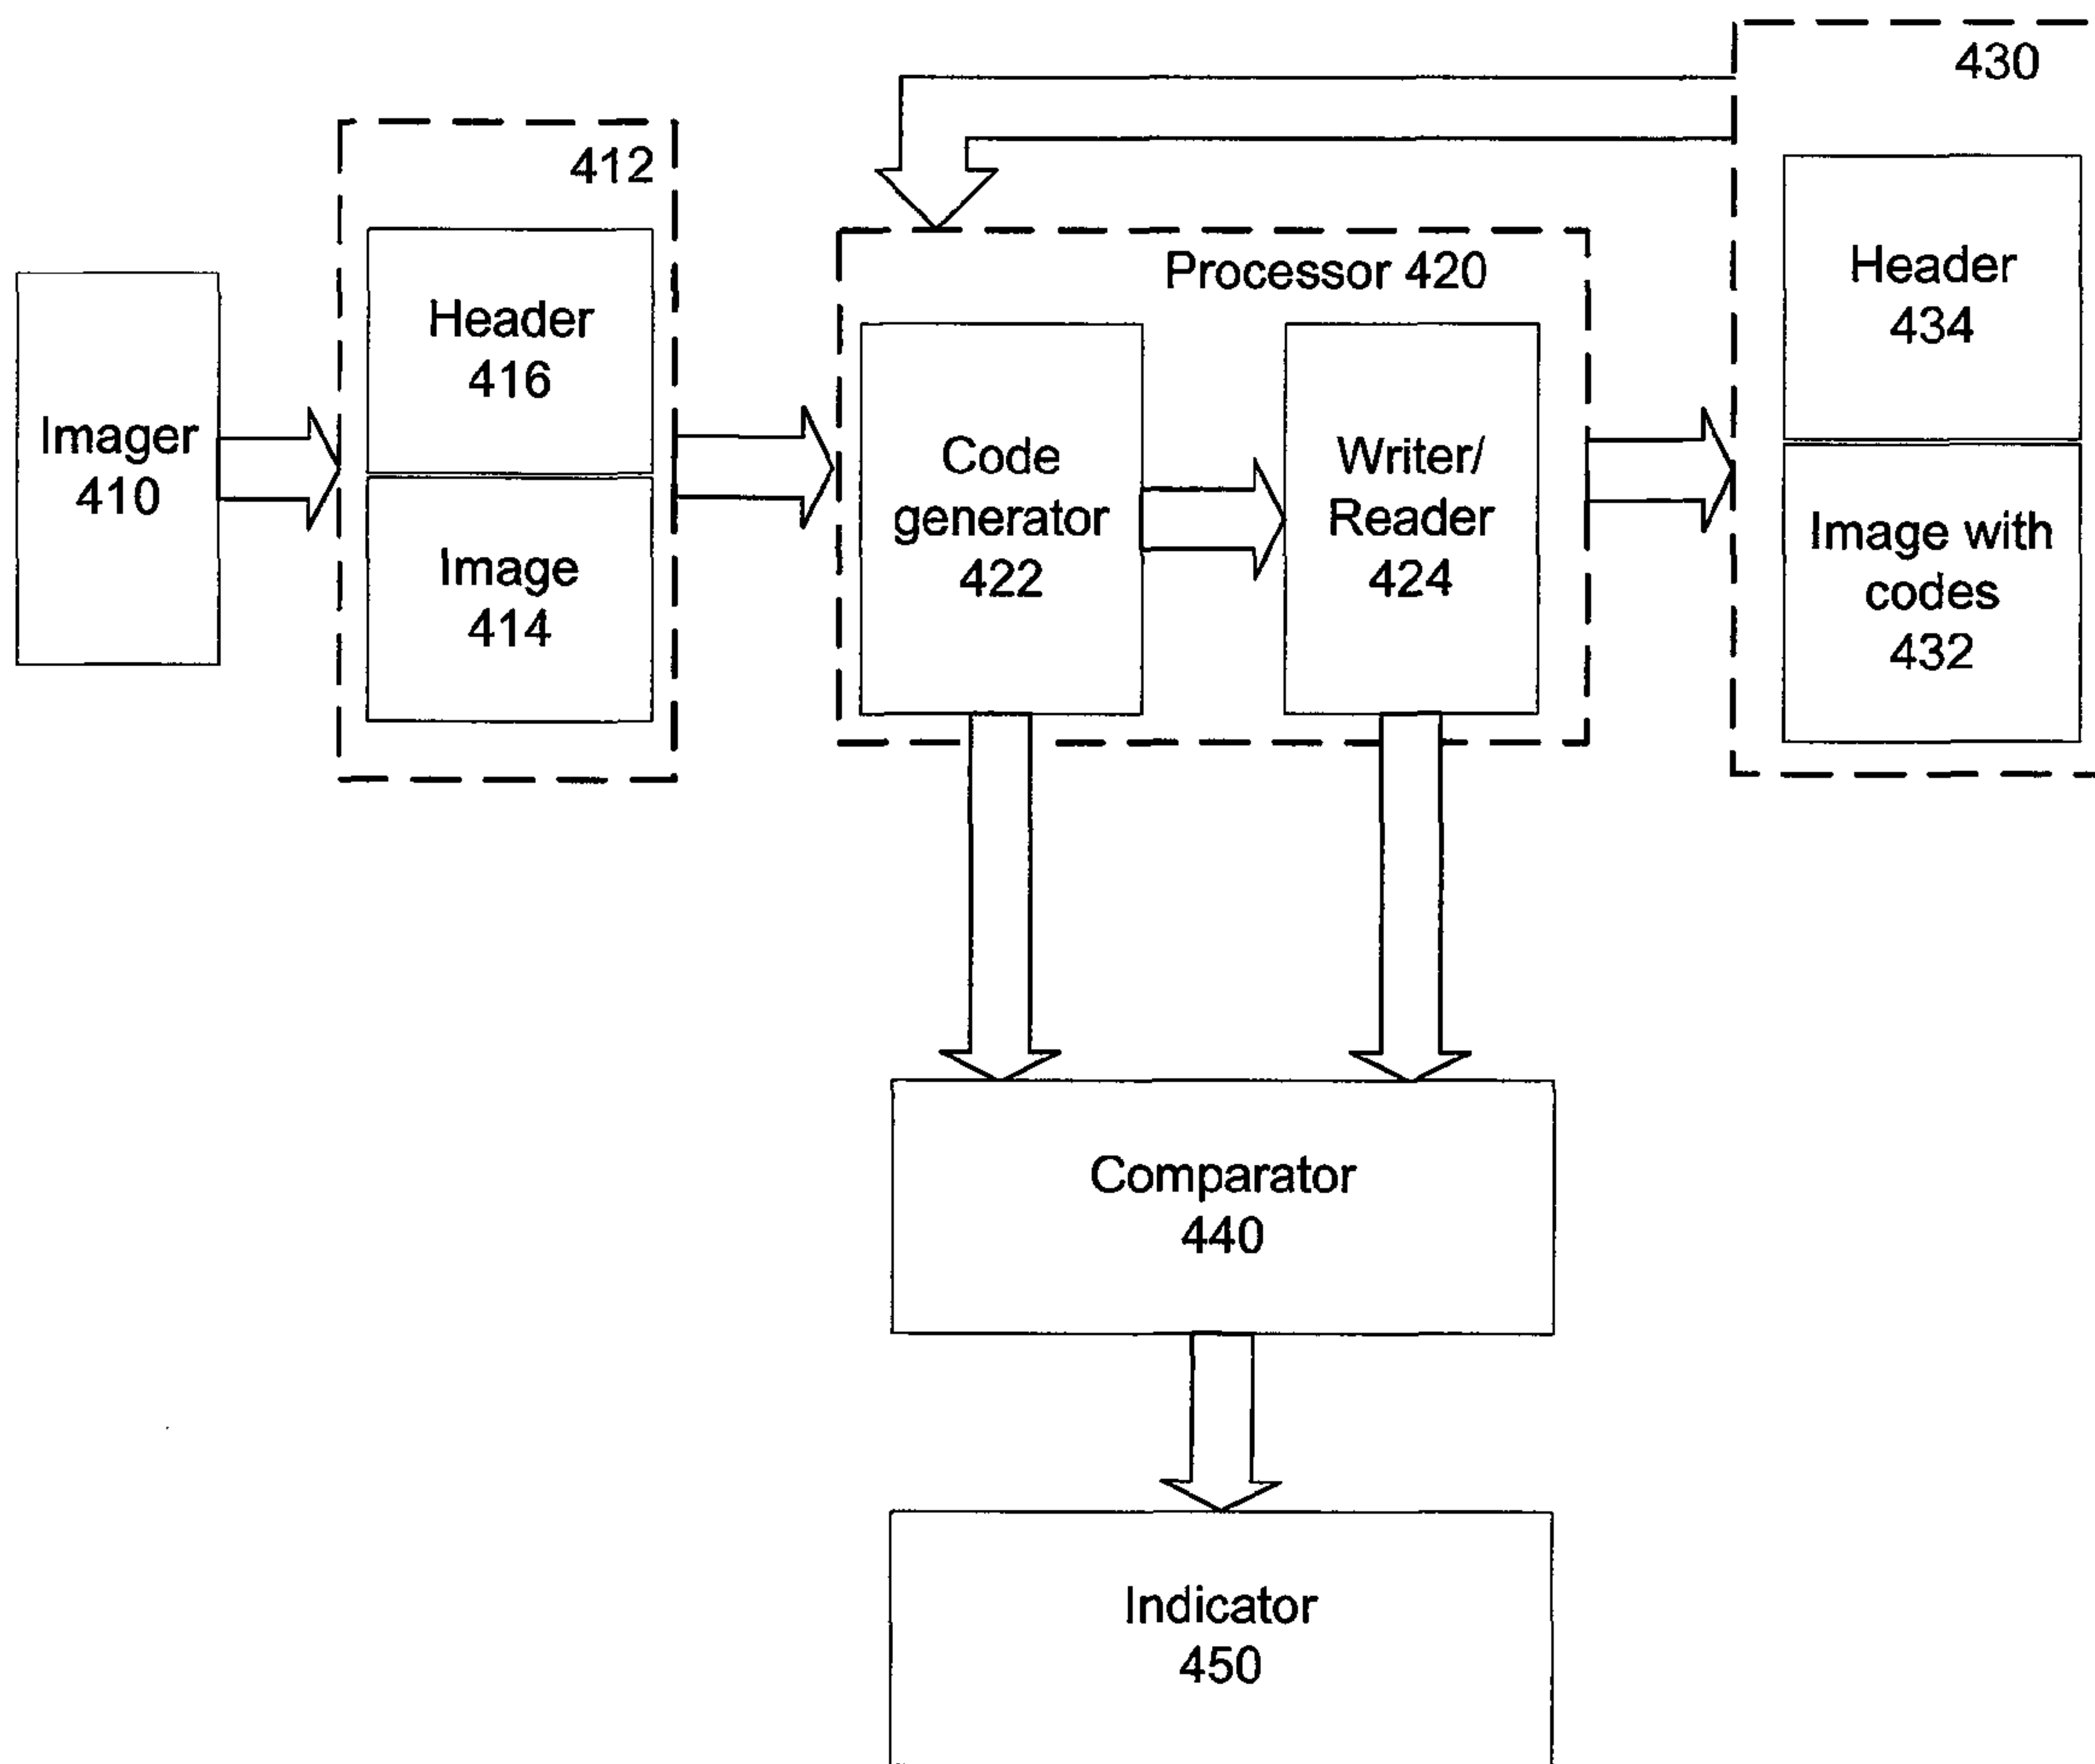 430
412
Processor 420
Header
434
Header
416
Imager
410
Code
generator
422
Writer/
Reader
424
Image with
codes
432
Image
414
Comparator
440
Indicator
450